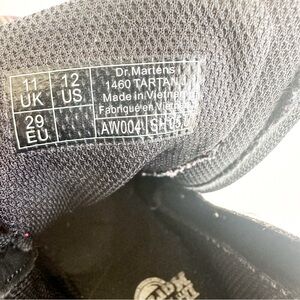 11 UK
12 US
29 EU
Dr. Martens
1460 TARTAN
Made in Vietnam
Fabriqué en Vietnam
AW004